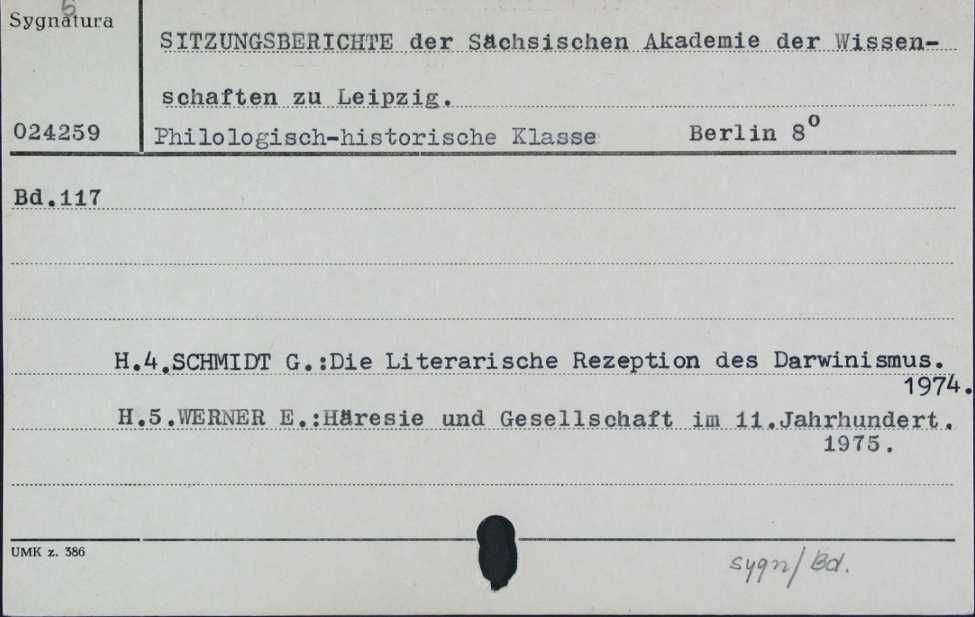 6
Sygnatura
SITZUNGSBERICHTE der Sächsischen Akademie der Wissen-
schaften zu Leipzig.
024259
Philologisch-historische Klasse Berlin 8º
Bd.117
H.4.SCHMIDT G.:Die Literarische Rezeption des Darwinismus.
1974.
H.5.WERNER E.:Häresie und Gesellschaft im 11.Jahrhundert.
1975.
UMK z. 386
sygn/Bd.